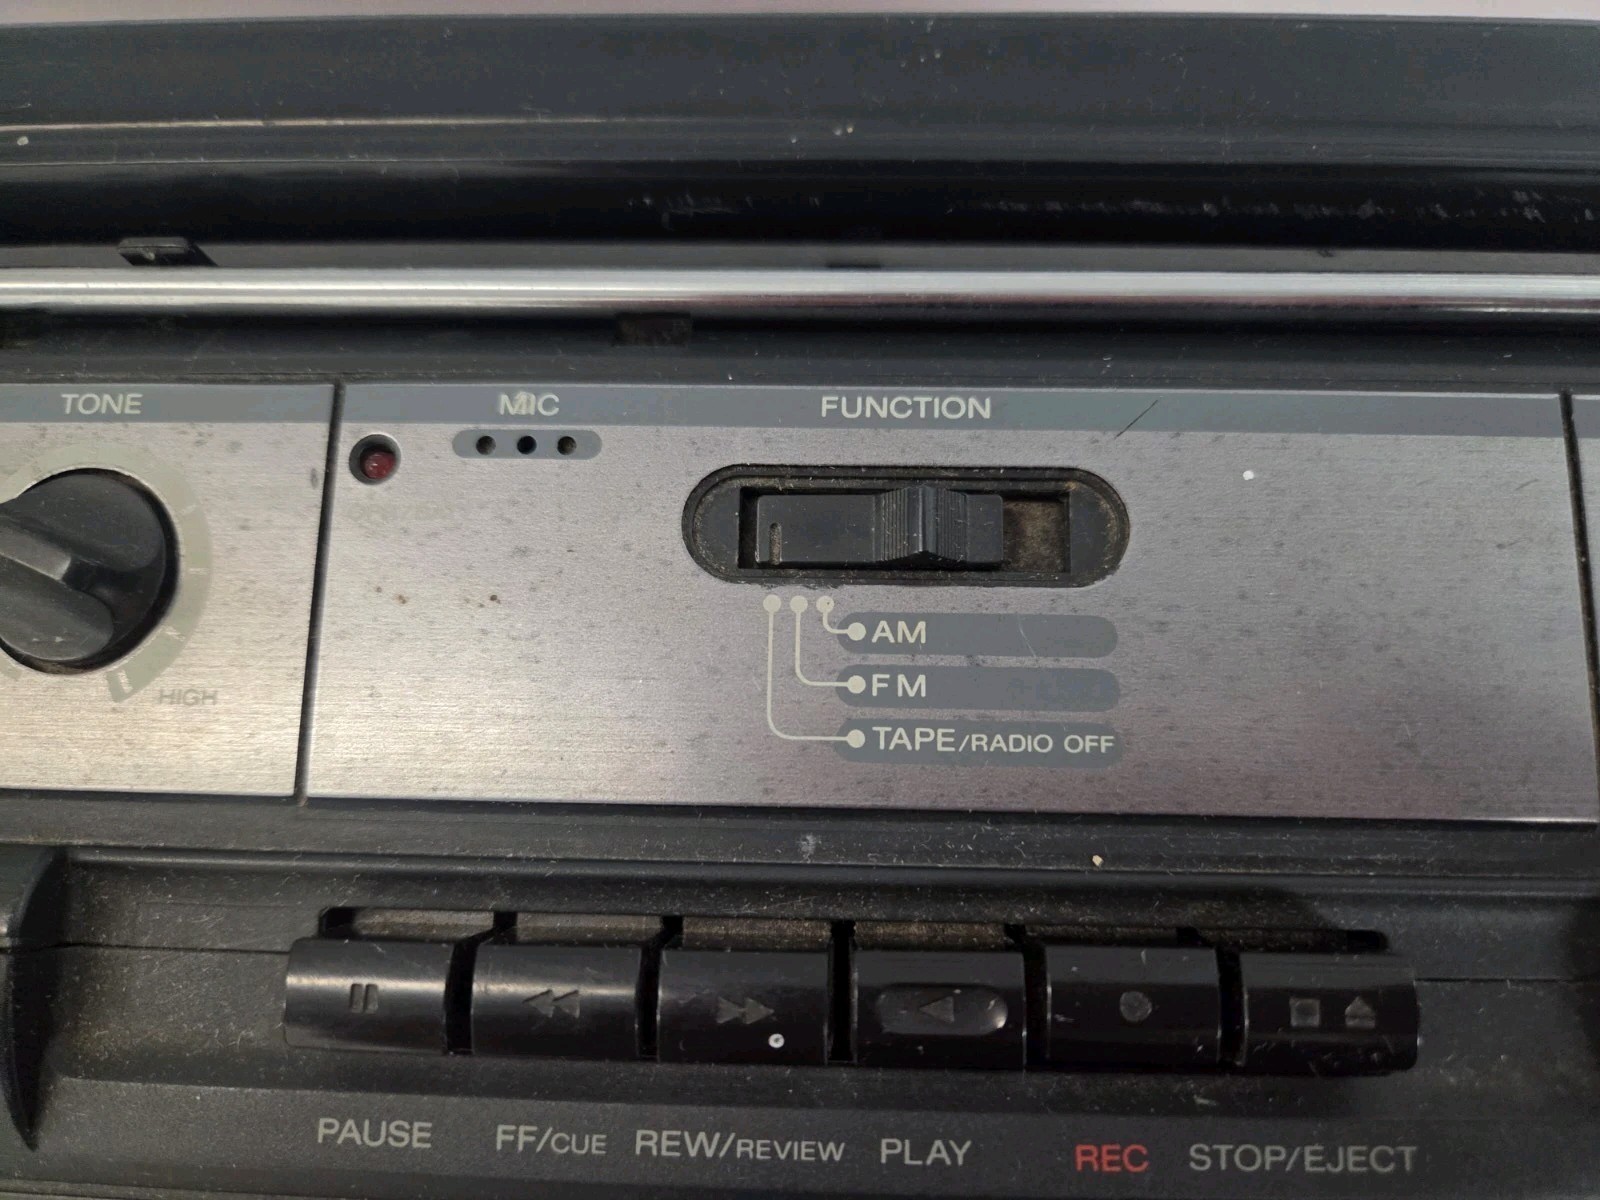 TONE
MIC
FUNCTION
HIGH
AM
FM
TAPE/RADIO OFF
PAUSE
FF/CUE
REW/REVIEW
PLAY
REC
STOP/EJECT